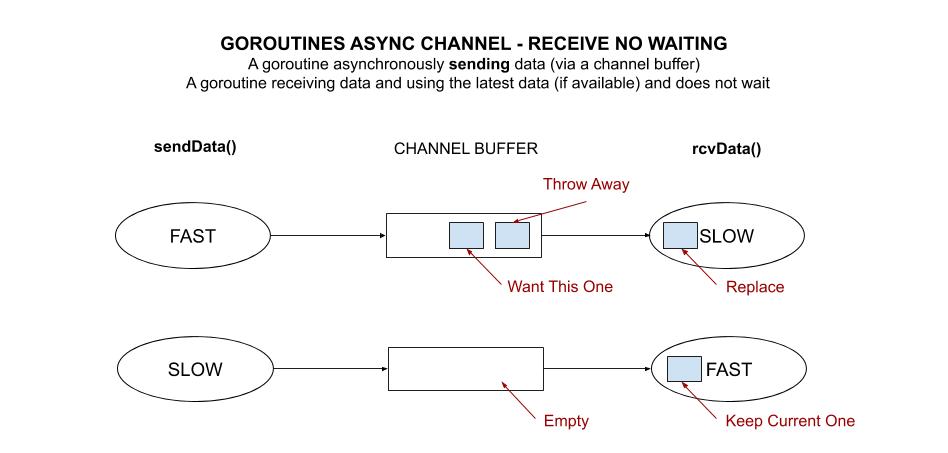 GOROUTINES ASYNC CHANNEL - RECEIVE NO WAITING
A goroutine asynchronously sending data (via a channel buffer)
A goroutine receiving data and using the latest data (if available) and does not wait
sendData()
CHANNEL BUFFER
rcvData()
Throw Away
FAST
SLOW
Want This One
Replace
SLOW
FAST
Empty
Keep Current One